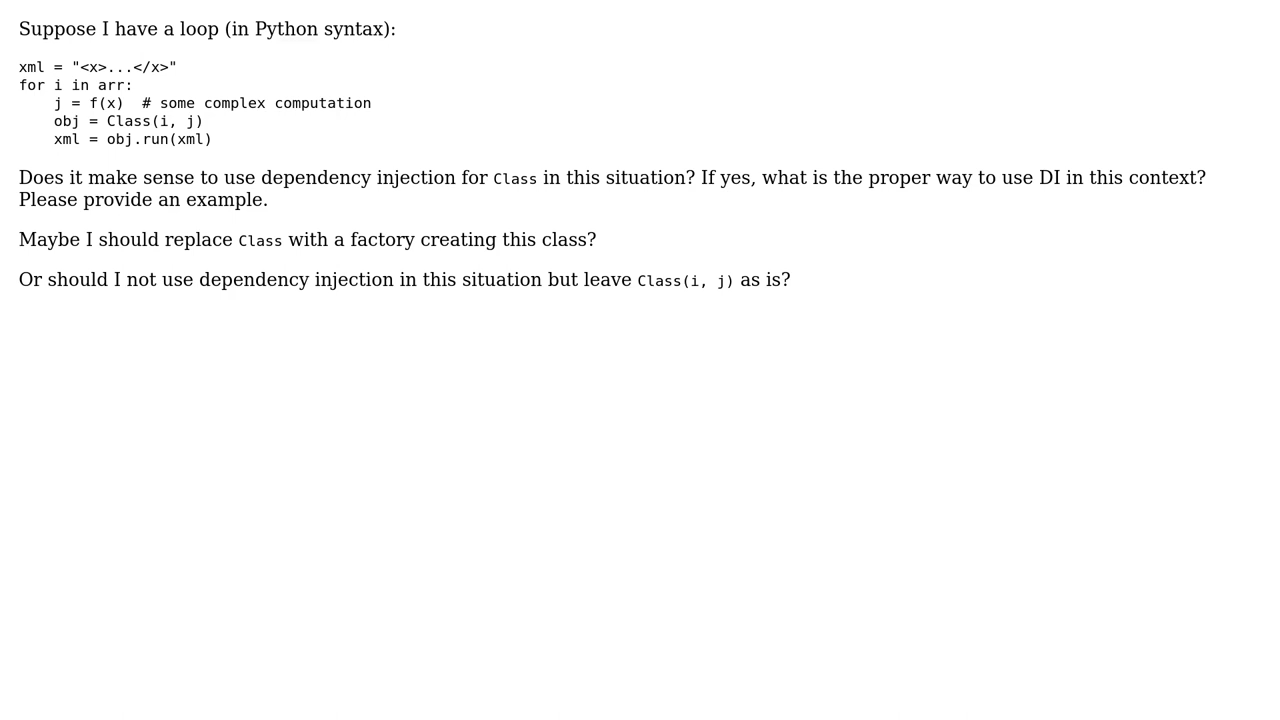 Suppose I have a loop (in Python syntax):
xml = "<x>...</x>"
for i in arr:
    j = f(x)  # some complex computation
    obj = Class(i, j)
    xml = obj.run(xml)
Does it make sense to use dependency injection for Class in this situation? If yes, what is the proper way to use DI in this context?
Please provide an example.
Maybe I should replace Class with a factory creating this class?
Or should I not use dependency injection in this situation but leave Class(i, j) as is?